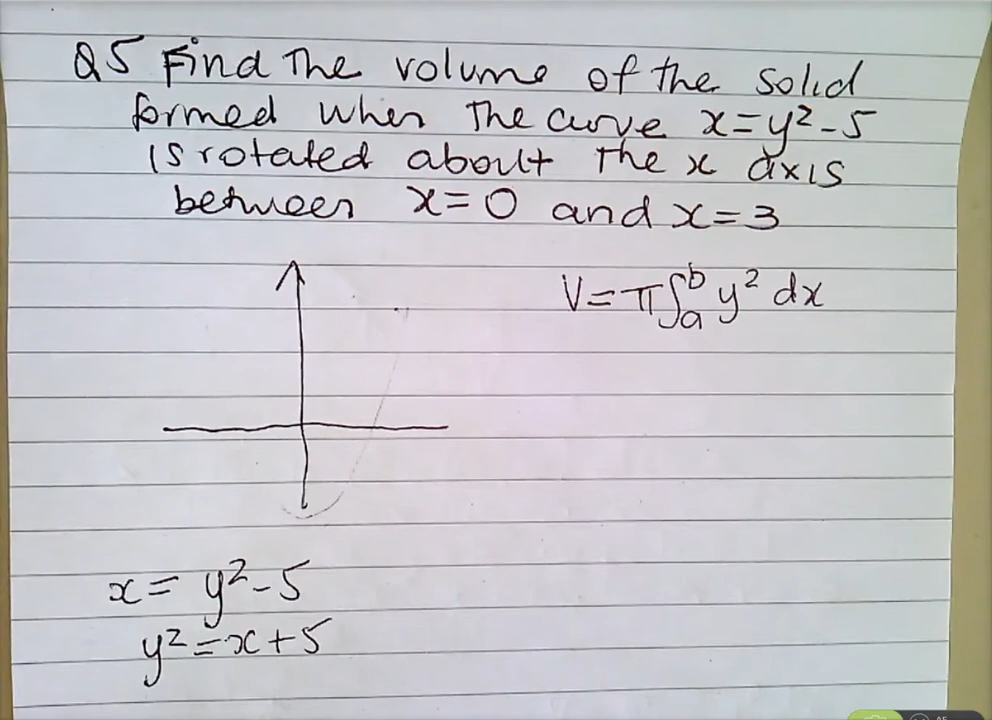 Q5 Find The volume of the solid
formed when The curve x=y²-5
is rotated about The x axis
between x=0 and x=3
V=π∫ₐᵇ y² dx
x= y²-5
y²=x+5